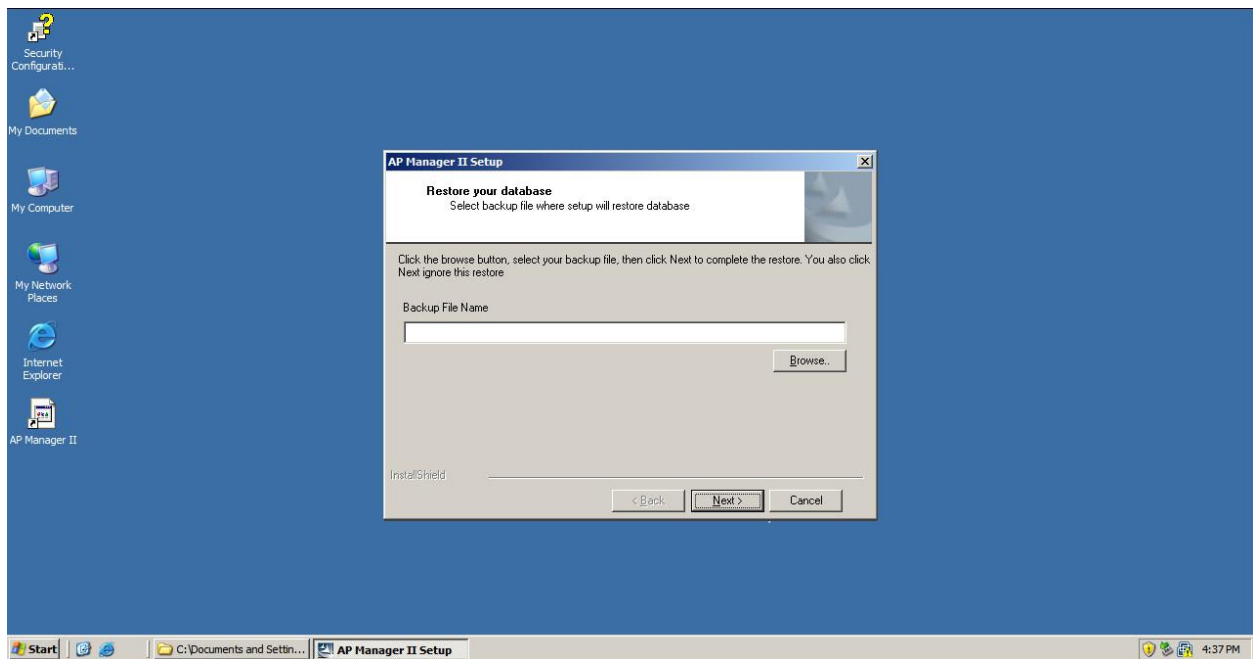 Security
Configurati...
My Documents
My Computer
My Network
Places
Internet
Explorer
AP Manager II
AP Manager II Setup
Restore your database
Select backup file where setup will restore database
Click the browse button, select your backup file, then click Next to complete the restore. You also click
Next ignore this restore
Backup File Name
Browse..
InstallShield
< Back
Next >
Cancel
Start
C:\Documents and Settin...
AP Manager II Setup
4:37 PM